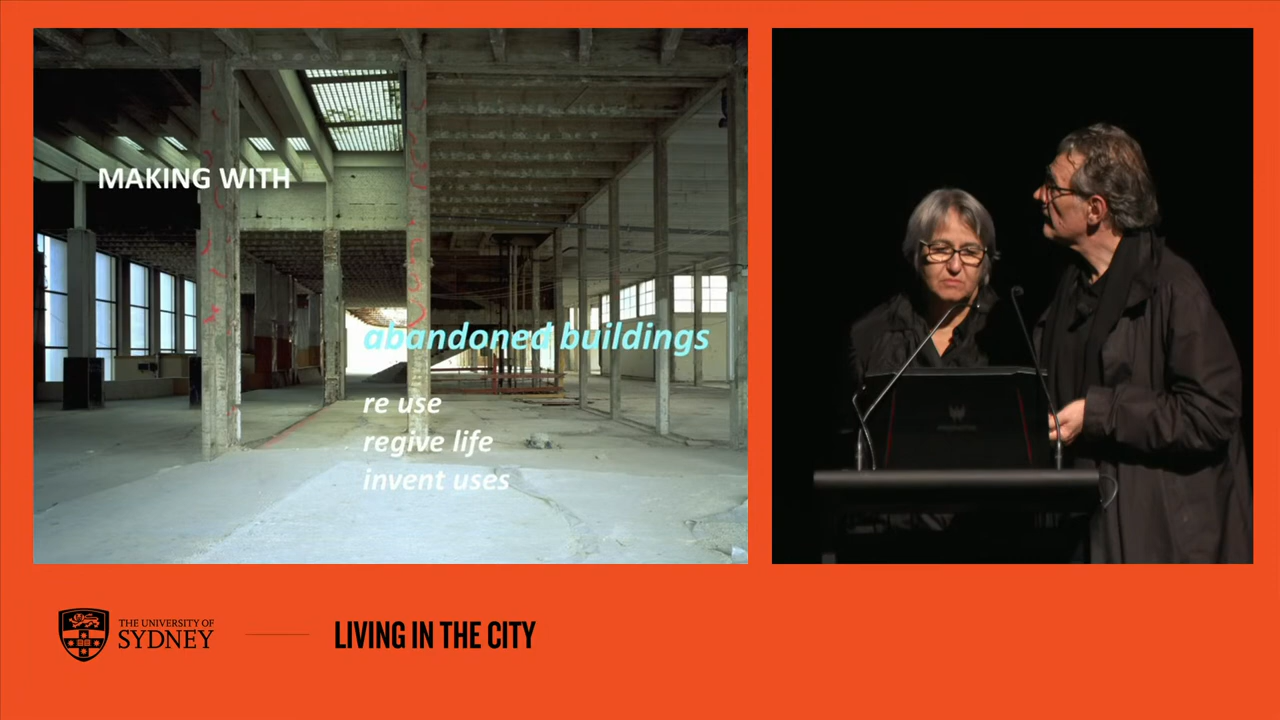 MAKING WITH
abandoned buildings
re use
regive life
invent uses
THE UNIVERSITY OF
SYDNEY
LIVING IN THE CITY